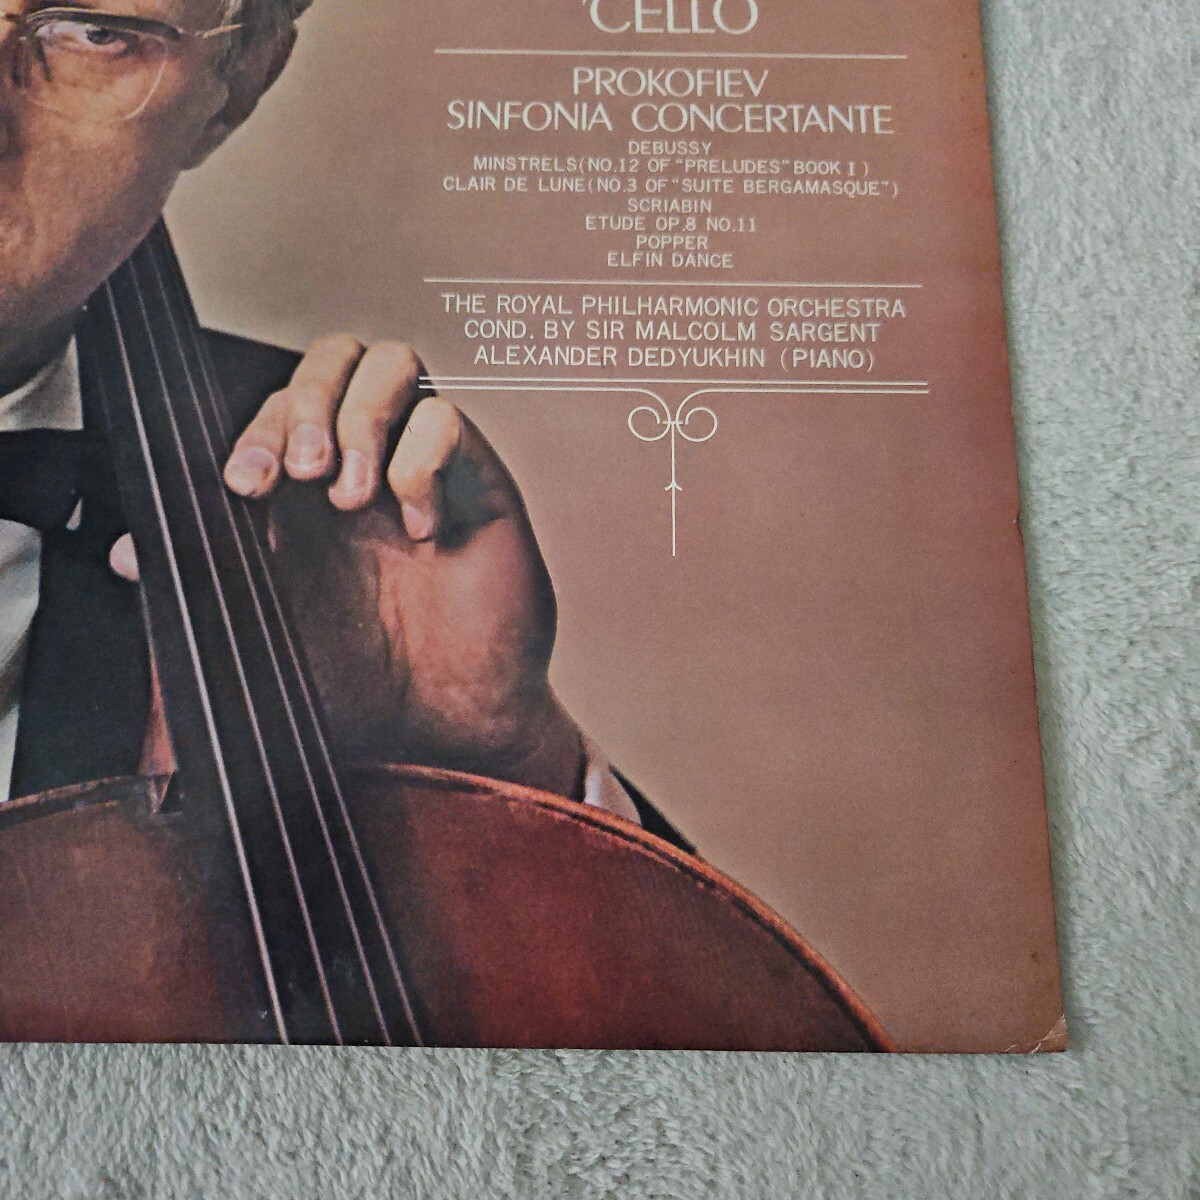 'CELLO
PROKOFIEV
SINFONIA CONCERTANTE
DEBUSSY
MINSTRELS(NO.12 OF "PRELUDES" BOOK I)
CLAIR DE LUNE(NO.3 OF "SUITE BERGAMASQUE")
SCRIABIN
ETUDE OP.8 NO.11
POPPER
ELFIN DANCE
THE ROYAL PHILHARMONIC ORCHESTRA
COND. BY SIR MALCOLM SARGENT
ALEXANDER DEDYUKHIN (PIANO)